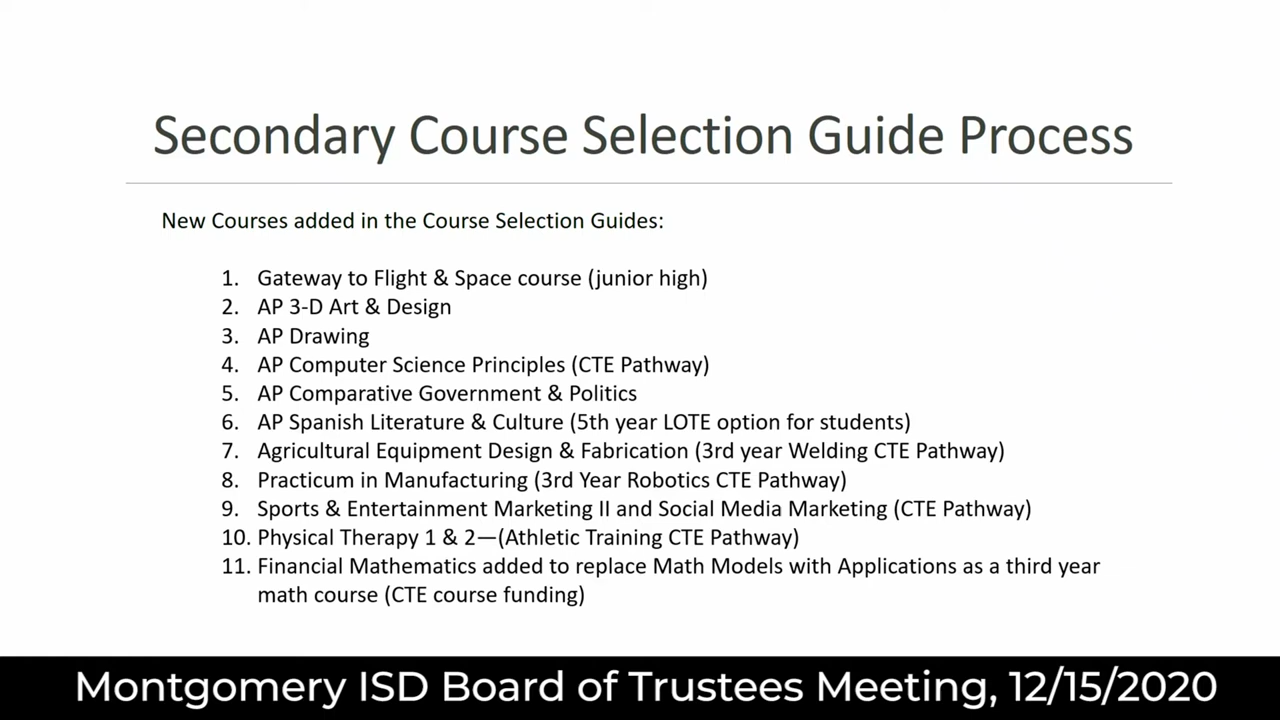 Secondary Course Selection Guide Process
New Courses added in the Course Selection Guides:
1. Gateway to Flight & Space course (junior high)
2. AP 3-D Art & Design
3. AP Drawing
4. AP Computer Science Principles (CTE Pathway)
5. AP Comparative Government & Politics
6. AP Spanish Literature & Culture (5th year LOTE option for students)
7. Agricultural Equipment Design & Fabrication (3rd year Welding CTE Pathway)
8. Practicum in Manufacturing (3rd Year Robotics CTE Pathway)
9. Sports & Entertainment Marketing II and Social Media Marketing (CTE Pathway)
10. Physical Therapy 1 & 2—(Athletic Training CTE Pathway)
11. Financial Mathematics added to replace Math Models with Applications as a third year
math course (CTE course funding)
Montgomery ISD Board of Trustees Meeting, 12/15/2020